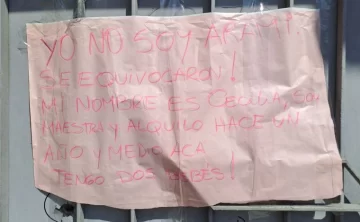 YO NO SOY
SE EQUIVOCARON!
MI NOMBRE ES CECILIA, SOY
MAESTRA Y ALQUILO HACE UN
AÑO Y MEDIO ACA
TENGO DOS BEBÉS!